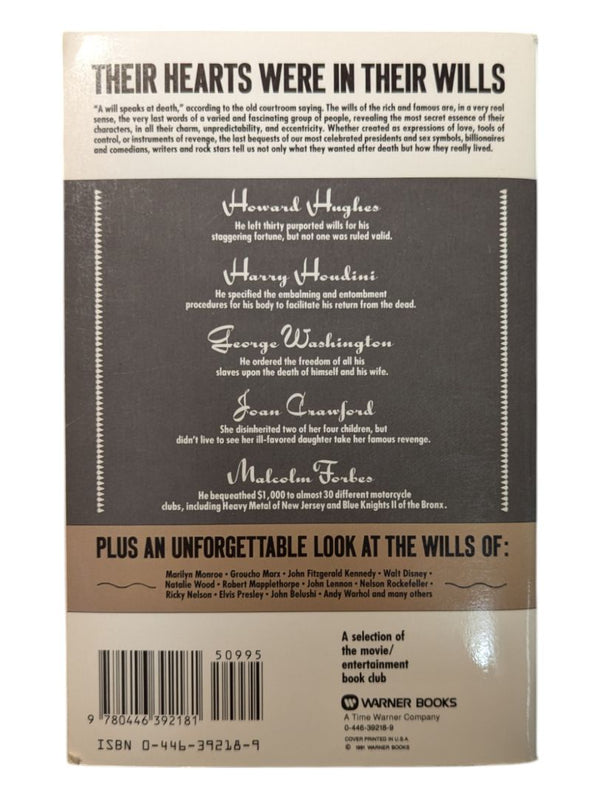 THEIR HEARTS WERE IN THEIR WILLS
"A will speaks at death," according to the old courtroom saying. The wills of the rich and famous are, in a very real
sense, the very last words of a varied and fascinating group of people, revealing the most secret essence of their
characters, in all their charm, unpredictability, and eccentricity. Whether created as expressions of love, tools of
control, or instruments of revenge, the last bequests of our most celebrated presidents and sex symbols, billionaires
and comedians, writers and rock stars tell us not only what they wanted after death but how they really lived.
Howard Hughes
He left thirty purported wills for his
staggering fortune, but not one was ruled valid.
Harry Houdini
He specified the embalming and entombment
procedures for his body to facilitate his return from the dead.
George Washington
He ordered the freedom of all his
slaves upon the death of himself and his wife.
Joan Crawford
She disinherited two of her four children, but
didn't live to see her ill-favored daughter take her famous revenge.
Malcolm Forbes
He bequeathed $1,000 to almost 30 different motorcycle
clubs, including Heavy Metal of New Jersey and Blue Knights II of the Bronx.
PLUS AN UNFORGETTABLE LOOK AT THE WILLS OF:
Marilyn Monroe • Groucho Marx • John Fitzgerald Kennedy • Walt Disney •
Natalie Wood • Robert Mapplethorpe • John Lennon • Nelson Rockefeller •
Ricky Nelson • Elvis Presley • John Belushi • Andy Warhol and many others
50995
9 780446 392181
ISBN 0-446-39218-9
A selection of
the movie/
entertainment
book club
W WARNER BOOKS
A Time Warner Company
0-446-39218-9
COVER PRINTED IN U.S.A.
© 1991 WARNER BOOKS